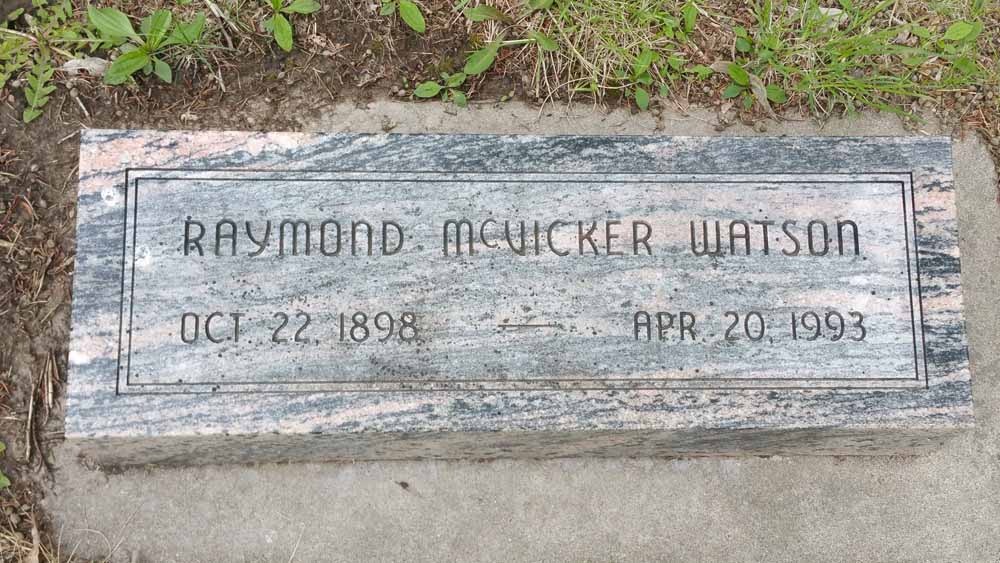 RAYMOND McVICKER WATSON
OCT. 22, 1898 — APR. 20, 1993